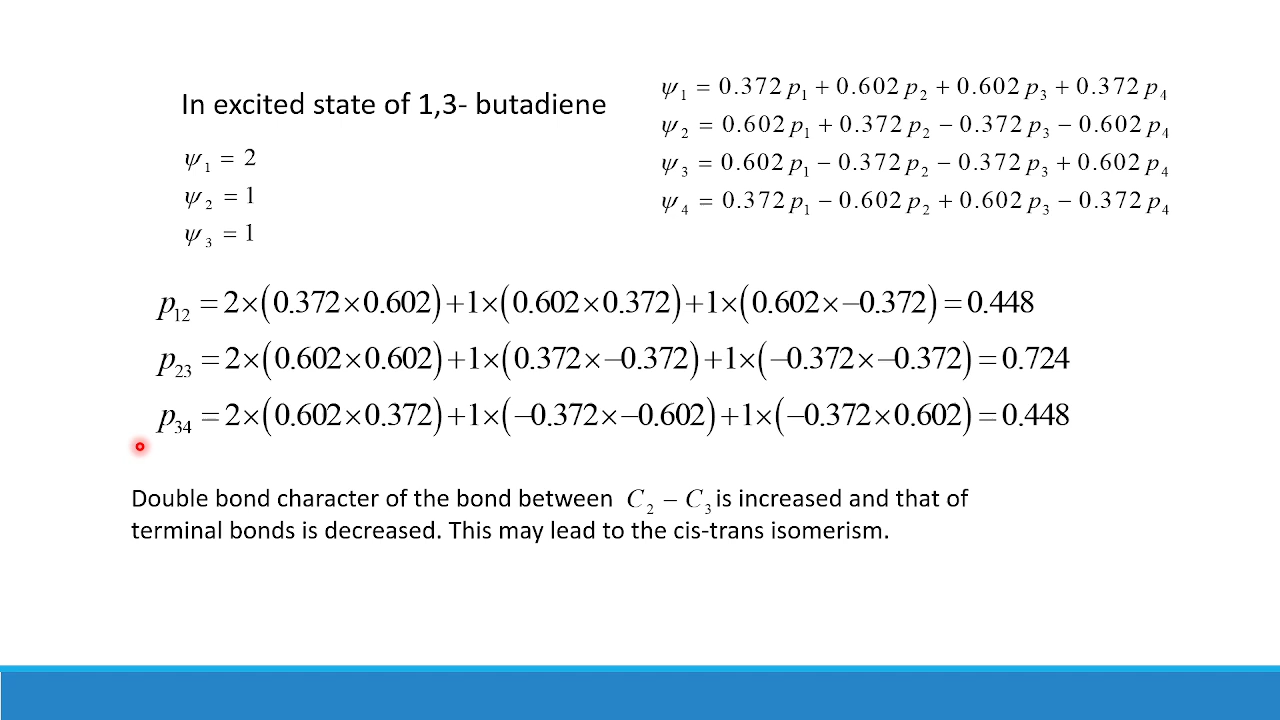 In excited state of 1,3- butadiene
ψ₁ = 2
ψ₂ = 1
ψ₃ = 1
ψ₁ = 0.372 p₁ + 0.602 p₂ + 0.602 p₃ + 0.372 p₄
ψ₂ = 0.602 p₁ + 0.372 p₂ − 0.372 p₃ − 0.602 p₄
ψ₃ = 0.602 p₁ − 0.372 p₂ − 0.372 p₃ + 0.602 p₄
ψ₄ = 0.372 p₁ − 0.602 p₂ + 0.602 p₃ − 0.372 p₄
p₁₂ = 2×(0.372×0.602)+1×(0.602×0.372)+1×(0.602×−0.372)=0.448
p₂₃ = 2×(0.602×0.602)+1×(0.372×−0.372)+1×(−0.372×−0.372)=0.724
p₃₄ = 2×(0.602×0.372)+1×(−0.372×−0.602)+1×(−0.372×0.602)=0.448
Double bond character of the bond between C₂ − C₃ is increased and that of
terminal bonds is decreased. This may lead to the cis-trans isomerism.